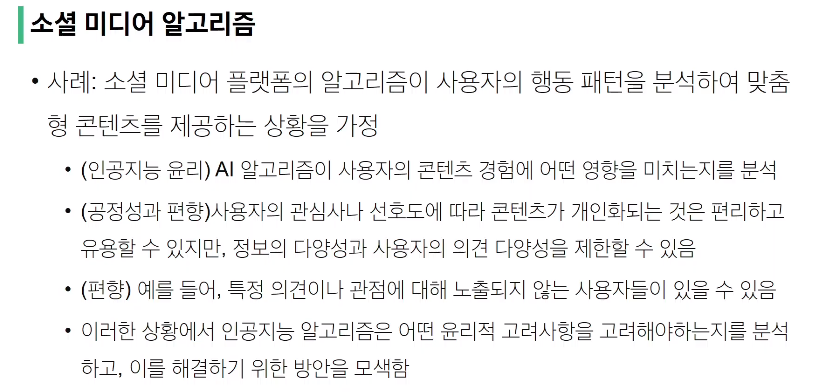 소셜 미디어 알고리즘
• 사례: 소셜 미디어 플랫폼의 알고리즘이 사용자의 행동 패턴을 분석하여 맞춤
형 콘텐츠를 제공하는 상황을 가정
• (인공지능 윤리) AI 알고리즘이 사용자의 콘텐츠 경험에 어떤 영향을 미치는지를 분석
• (공정성과 편향)사용자의 관심사나 선호도에 따라 콘텐츠가 개인화되는 것은 편리하고
유용할 수 있지만, 정보의 다양성과 사용자의 의견 다양성을 제한할 수 있음
• (편향) 예를 들어, 특정 의견이나 관점에 대해 노출되지 않는 사용자들이 있을 수 있음
• 이러한 상황에서 인공지능 알고리즘은 어떤 윤리적 고려사항을 고려해야하는지를 분석
하고, 이를 해결하기 위한 방안을 모색함